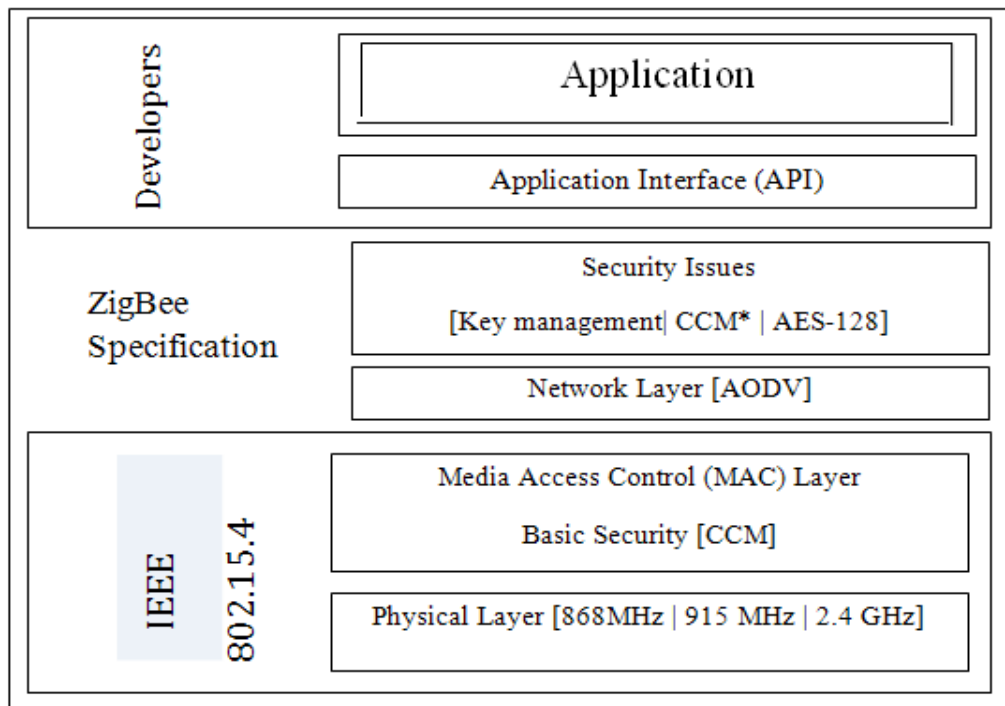 Developers
Application
Application Interface (API)
ZigBee
Specification
Security Issues
[Key management| CCM* | AES-128]
Network Layer [AODV]
IEEE
802.15.4
Media Access Control (MAC) Layer
Basic Security [CCM]
Physical Layer [868MHz | 915 MHz | 2.4 GHz]